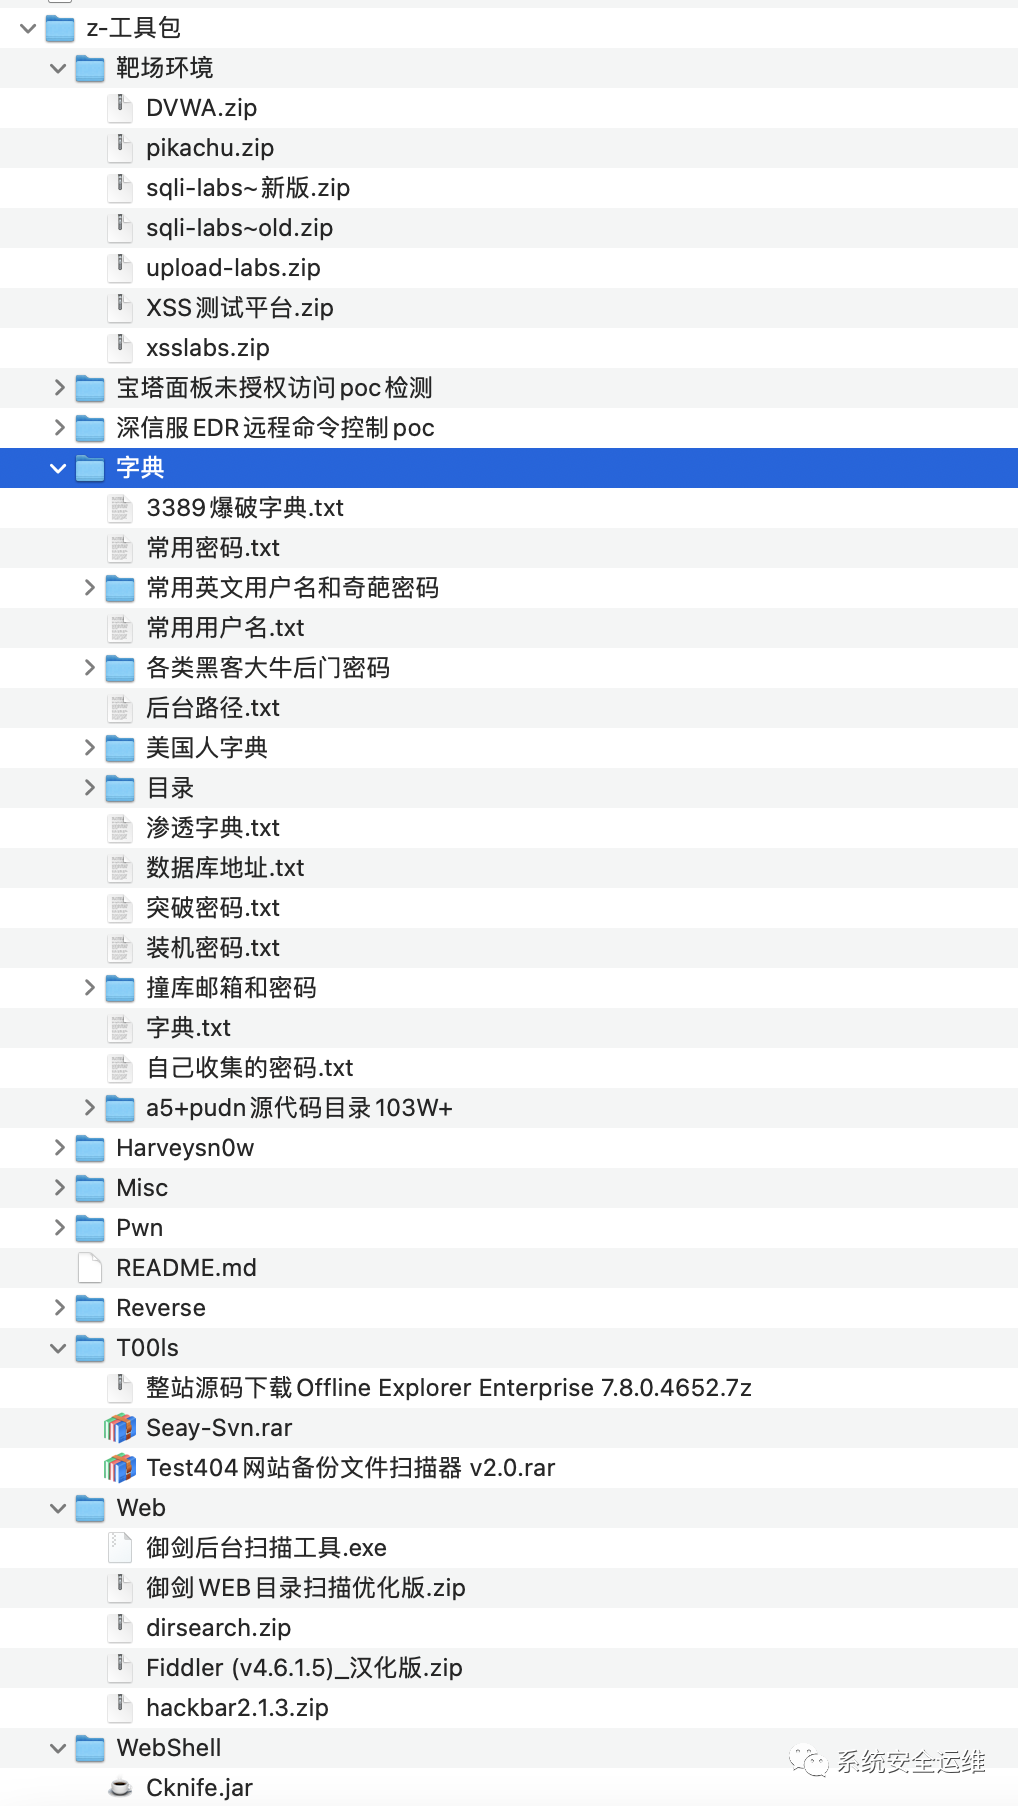 z-工具包
靶场环境
DVWA.zip
pikachu.zip
sqli-labs~新版.zip
sqli-labs~old.zip
upload-labs.zip
XSS测试平台.zip
xsslabs.zip
宝塔面板未授权访问poc检测
深信服EDR远程命令控制poc
字典
3389爆破字典.txt
常用密码.txt
常用英文用户名和奇葩密码
常用用户名.txt
各类黑客大牛后门密码
后台路径.txt
美国人字典
目录
渗透字典.txt
数据库地址.txt
突破密码.txt
装机密码.txt
撞库邮箱和密码
字典.txt
自己收集的密码.txt
a5+pudn源代码目录103W+
Harveysn0w
Misc
Pwn
README.md
Reverse
T00ls
整站源码下载Offline Explorer Enterprise 7.8.0.4652.7z
Seay-Svn.rar
Test404网站备份文件扫描器 v2.0.rar
Web
御剑后台扫描工具.exe
御剑WEB目录扫描优化版.zip
dirsearch.zip
Fiddler (v4.6.1.5)_汉化版.zip
hackbar2.1.3.zip
WebShell
系统安全运维
Cknife.jar